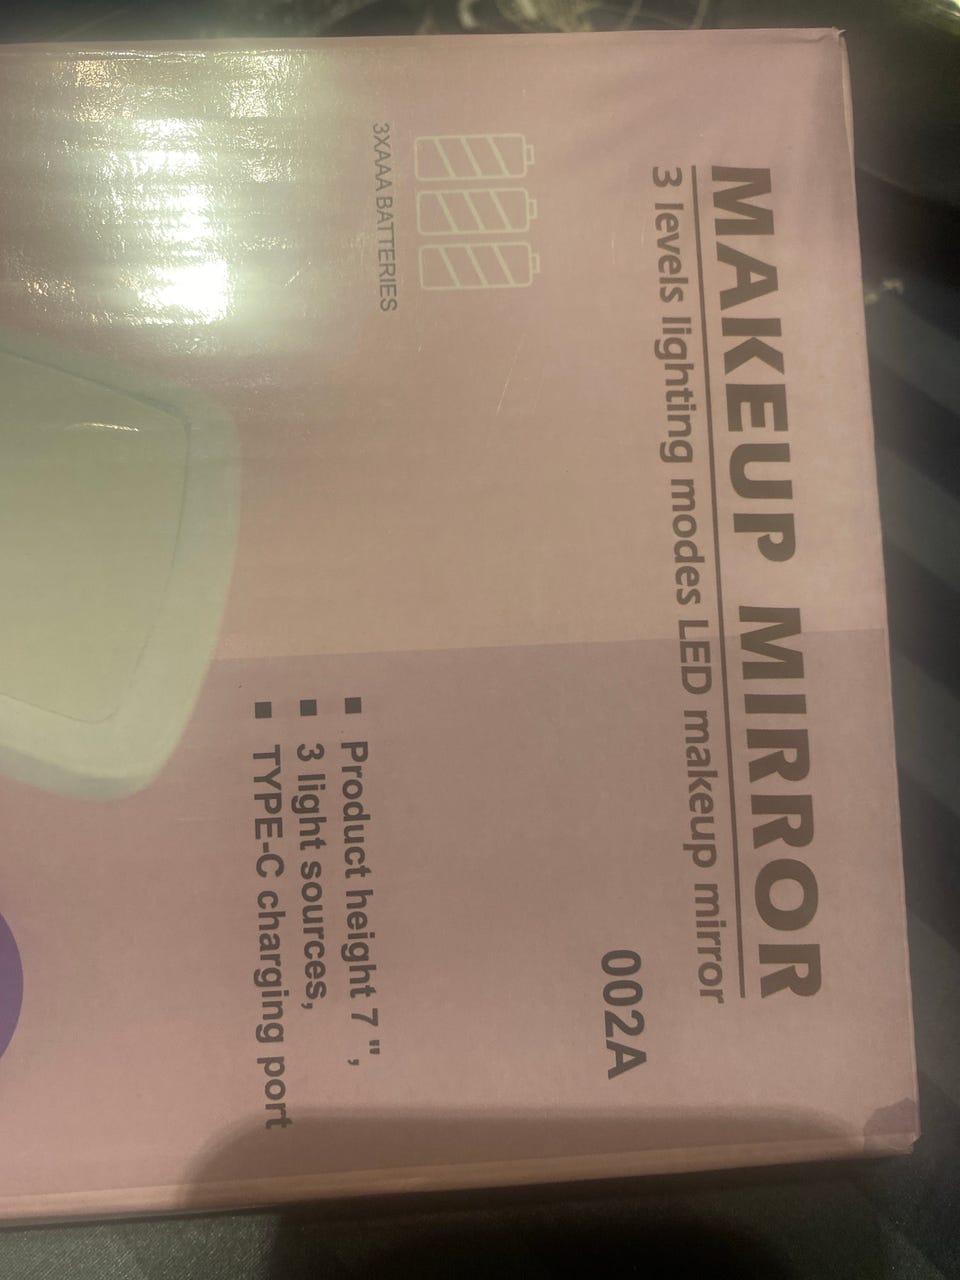 MAKEUP MIRROR
3 levels lighting modes LED makeup mirror
002A
3XAAA BATTERIES
■ Product height 7 ",
■ 3 light sources,
■ TYPE-C charging port